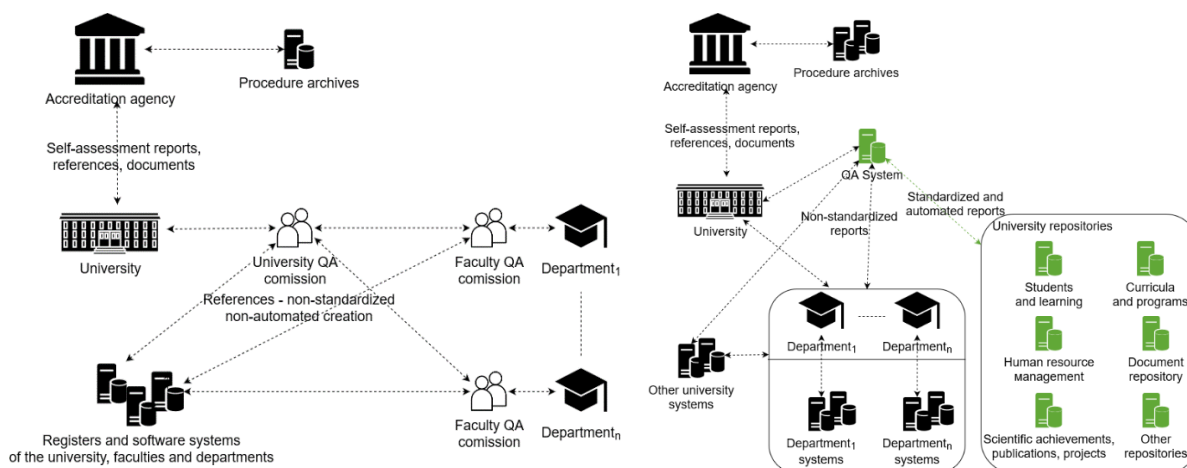 Procedure archives
Accreditation agency
Self-assessment reports,
references, documents
University
University QA
comission
Faculty QA
comission
Department₁
References - non-standardized
non-automated creation
Faculty QA
comission
Departmentₙ
Registers and software systems
of the university, faculties and departments
Procedure archives
Accreditation agency
Self-assessment reports,
references, documents
QA System
University
Non-standardized
reports
Standardized and
automated reports
University repositories
Students
and learning
Curricula
and programs
Human resource
мanagement
Document
repository
Scientific achievements,
publications, projects
Other
repositories
Department₁
Departmentₙ
Other university
systems
Department₁
systems
Departmentₙ
systems